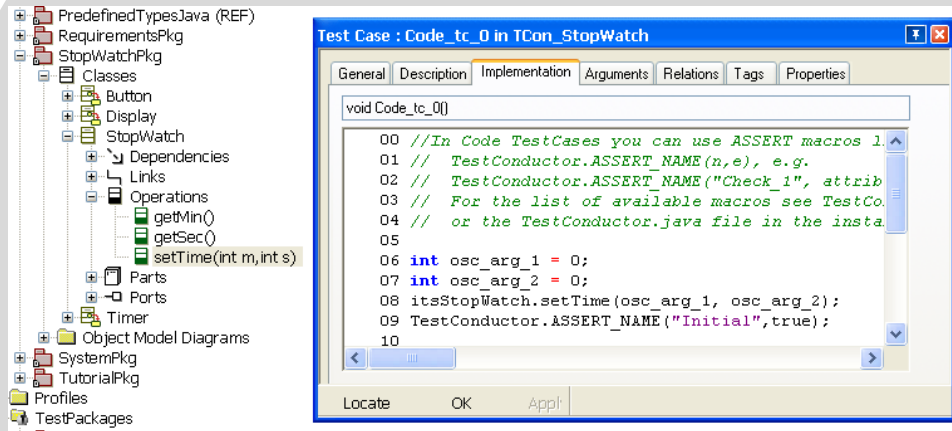 PredefinedTypesJava (REF)
RequirementsPkg
StopWatchPkg
Classes
Button
Display
StopWatch
Dependencies
Links
Operations
getMin()
getSec()
setTime(int m,int s)
Parts
Ports
Timer
Object Model Diagrams
SystemPkg
TutorialPkg
Profiles
TestPackages
Test Case : Code_tc_0 in TCon_StopWatch
General Description Implementation Arguments Relations Tags Properties
void Code_tc_0()
00 //In Code TestCases you can use ASSERT macros l
01 // TestConductor.ASSERT_NAME(n,e), e.g.
02 // TestConductor.ASSERT_NAME("Check_1", attrib
03 // For the list of available macros see TestCo
04 // or the TestConductor.java file in the insta
05
06 int osc_arg_1 = 0;
07 int osc_arg_2 = 0;
08 itsStopWatch.setTime(osc_arg_1, osc_arg_2);
09 TestConductor.ASSERT_NAME("Initial",true);
10
Locate OK Appl